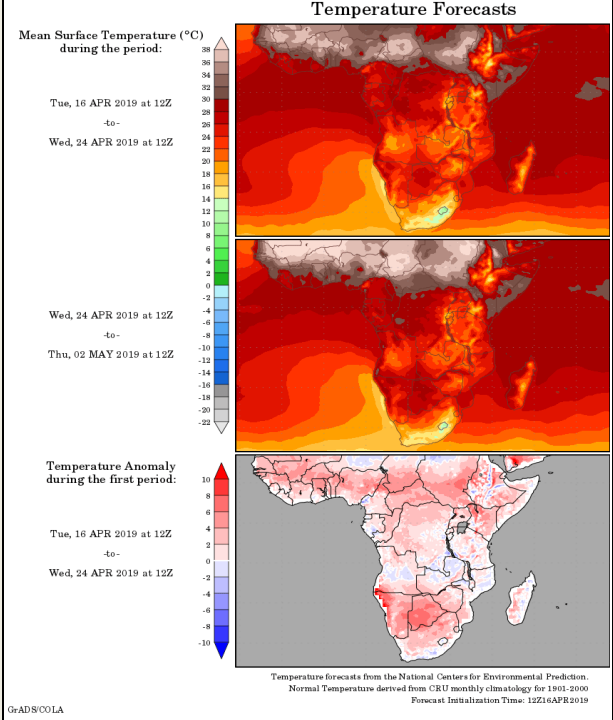 Temperature Forecasts
Mean Surface Temperature (°C)
during the period:
Tue, 16 APR 2019 at 12Z
-to-
Wed, 24 APR 2019 at 12Z
38
36
34
32
30
28
26
24
22
20
18
16
14
12
10
8
6
4
2
0
-2
-4
-6
-8
-10
-12
-14
-16
-18
-20
-22
Wed, 24 APR 2019 at 12Z
-to-
Thu, 02 MAY 2019 at 12Z
Temperature Anomaly
during the first period:
Tue, 16 APR 2019 at 12Z
-to-
Wed, 24 APR 2019 at 12Z
10
8
6
4
2
0
-2
-4
-6
-8
-10
Temperature forecasts from the National Centers for Environmental Prediction.
Normal Temperature derived from CRU monthly climatology for 1901-2000
Forecast Initialization Time: 12Z16APR2019
GrADS/COLA